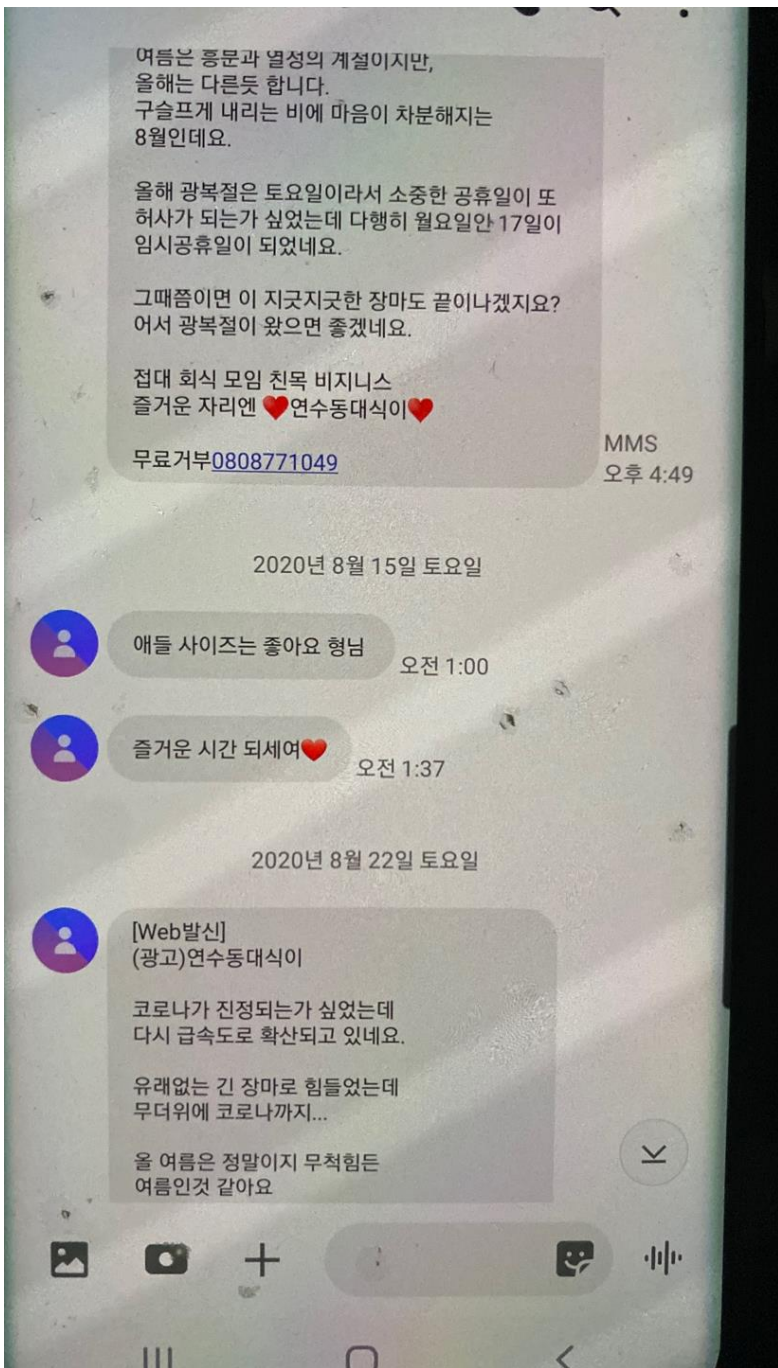 여름은 흥분과 열정의 계절이지만,
올해는 다른듯 합니다.
구슬프게 내리는 비에 마음이 차분해지는
8월인데요.
올해 광복절은 토요일이라서 소중한 공휴일이 또
허사가 되는가 싶었는데 다행히 월요일안 17일이
임시공휴일이 되었네요.
그때쯤이면 이 지긋지긋한 장마도 끝이나겠지요?
어서 광복절이 왔으면 좋겠네요.
접대 회식 모임 친목 비지니스
즐거운 자리엔 ❤️연수동대식이❤️
무료거부0808771049
MMS
오후 4:49
2020년 8월 15일 토요일
애들 사이즈는 좋아요 형님
오전 1:00
즐거운 시간 되세여❤️
오전 1:37
2020년 8월 22일 토요일
[Web발신]
(광고)연수동대식이
코로나가 진정되는가 싶었는데
다시 급속도로 확산되고 있네요.
유래없는 긴 장마로 힘들었는데
무더위에 코로나까지...
올 여름은 정말이지 무척힘든
여름인것 같아요